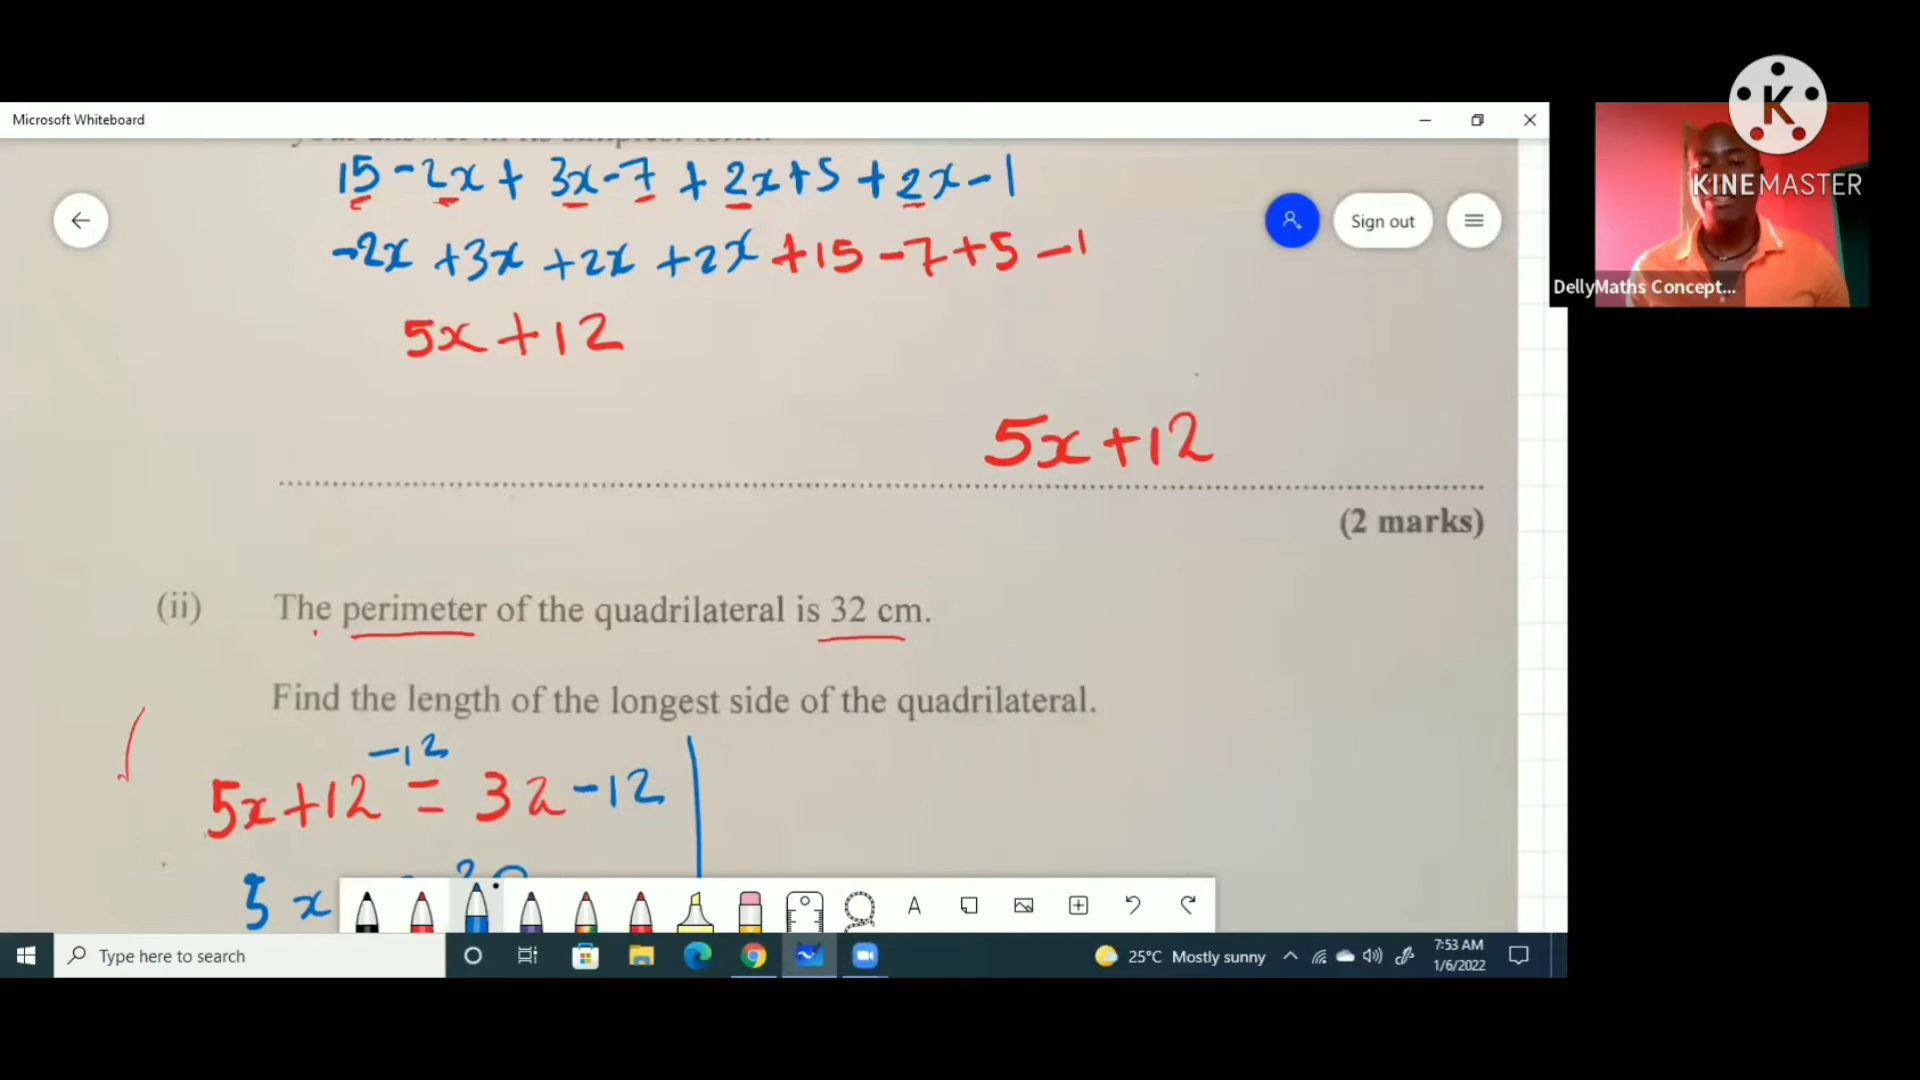 Microsoft Whiteboard
15 - 2x + 3x - 7 + 2x + 5 + 2x - 1
-2x + 3x + 2x + 2x + 15 - 7 + 5 - 1
5x + 12
5x + 12
(2 marks)
(ii) The perimeter of the quadrilateral is 32 cm.
Find the length of the longest side of the quadrilateral.
-12
5x + 12 = 32 - 12
5x
Sign out
K
KINEMASTER
DellyMaths Concept...
A
Type here to search
25°C Mostly sunny
7:53 AM
1/6/2022